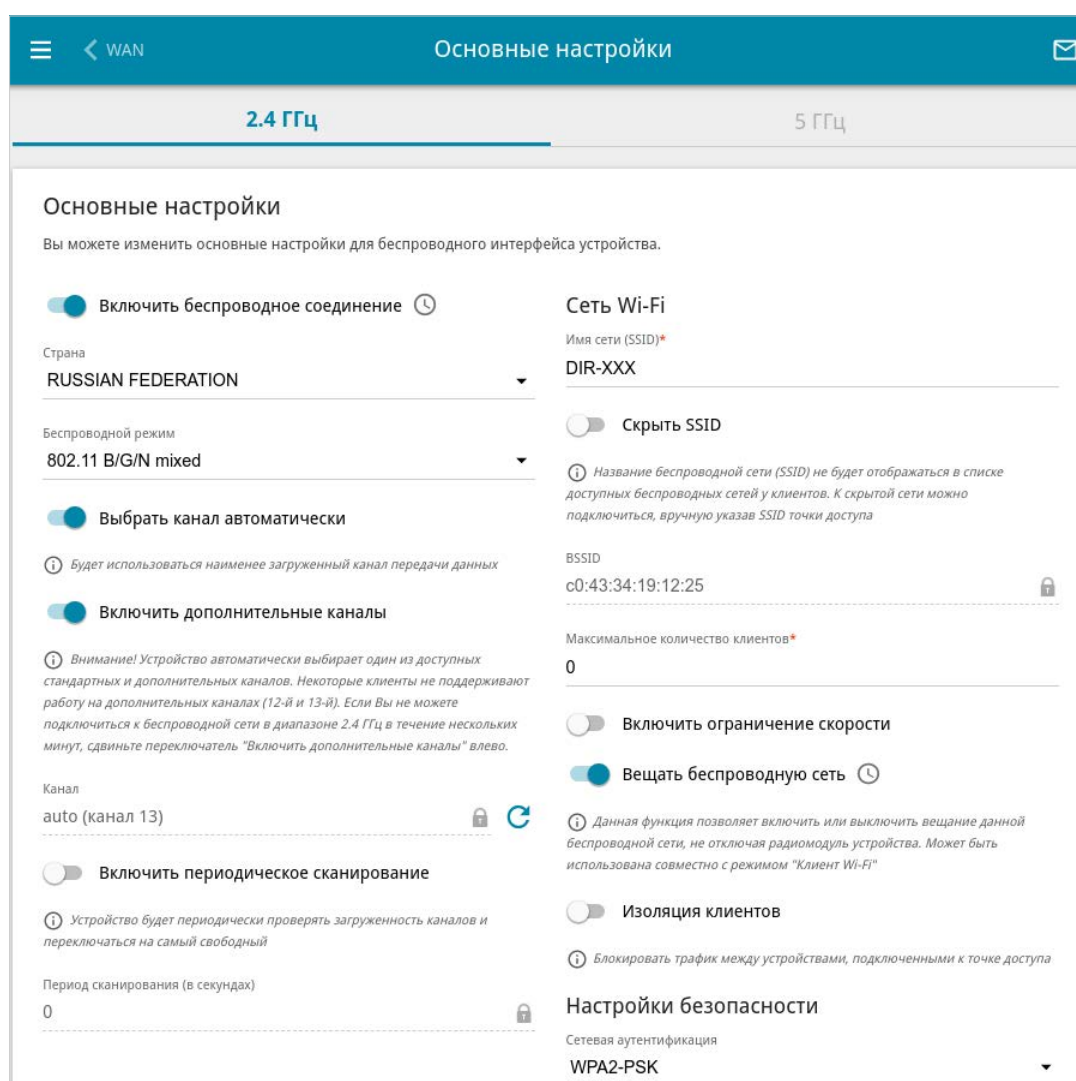 WAN
Основные настройки
2.4 ГГц
5 ГГц
Основные настройки
Вы можете изменить основные настройки для беспроводного интерфейса устройства.
Включить беспроводное соединение
Страна
RUSSIAN FEDERATION
Беспроводной режим
802.11 B/G/N mixed
Выбрать канал автоматически
Будет использоваться наименее загруженный канал передачи данных
Включить дополнительные каналы
Внимание! Устройство автоматически выбирает один из доступных
стандартных и дополнительных каналов. Некоторые клиенты не поддерживают
работу на дополнительных каналах (12-й и 13-й). Если Вы не можете
подключиться к беспроводной сети в диапазоне 2.4 ГГц в течение нескольких
минут, сдвиньте переключатель "Включить дополнительные каналы" влево.
Канал
auto (канал 13)
Включить периодическое сканирование
Устройство будет периодически проверять загруженность каналов и
переключаться на самый свободный
Период сканирования (в секундах)
0
Сеть Wi-Fi
Имя сети (SSID)*
DIR-XXX
Скрыть SSID
Название беспроводной сети (SSID) не будет отображаться в списке
доступных беспроводных сетей у клиентов. К скрытой сети можно
подключиться, вручную указав SSID точки доступа
BSSID
c0:43:34:19:12:25
Максимальное количество клиентов*
0
Включить ограничение скорости
Вещать беспроводную сеть
Данная функция позволяет включить или выключить вещание данной
беспроводной сети, не отключая радиомодуль устройства. Может быть
использована совместно с режимом "Клиент Wi-Fi"
Изоляция клиентов
Блокировать трафик между устройствами, подключенными к точке доступа
Настройки безопасности
Сетевая аутентификация
WPA2-PSK